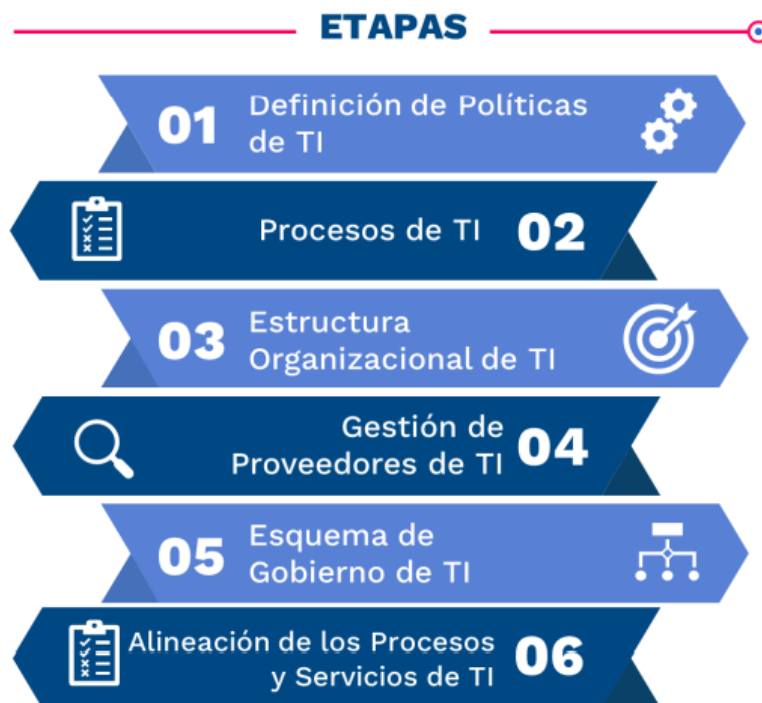 ETAPAS
01
Definición de Políticas
de TI
Procesos de TI
02
03
Estructura
Organizacional de TI
Gestión de
Proveedores de TI
04
05
Esquema de
Gobierno de TI
Alineación de los Procesos
y Servicios de TI
06